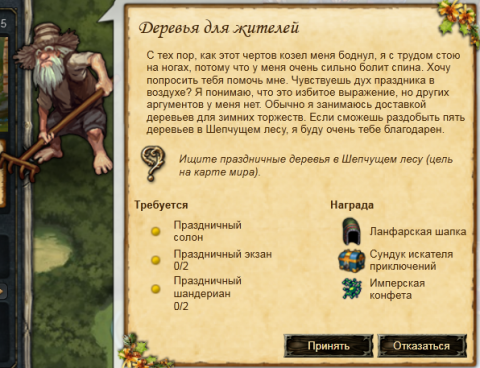 5
Деревья для жителей
С тех пор, как этот чертов козел меня боднул, я с трудом стою
на ногах, потому что у меня очень сильно болит спина. Хочу
попросить тебя помочь мне. Чувствуешь дух праздника
в воздухе? Я понимаю, что это избитое выражение, но других
аргументов у меня нет. Обычно я занимаюсь доставкой
деревьев для зимних торжеств. Если сможешь раздобыть пять
деревьев в Шепчущем лесу, я буду очень тебе благодарен.
Ищите праздничные деревья в Шепчущем лесу (цель
на карте мира).
Требуется
Праздничный
солон
Праздничный экзан
0/2
Праздничный
шандериан
0/2
Награда
Ланфарская шапка
Сундук искателя
приключений
Имперская
конфета
Принять
Отказаться